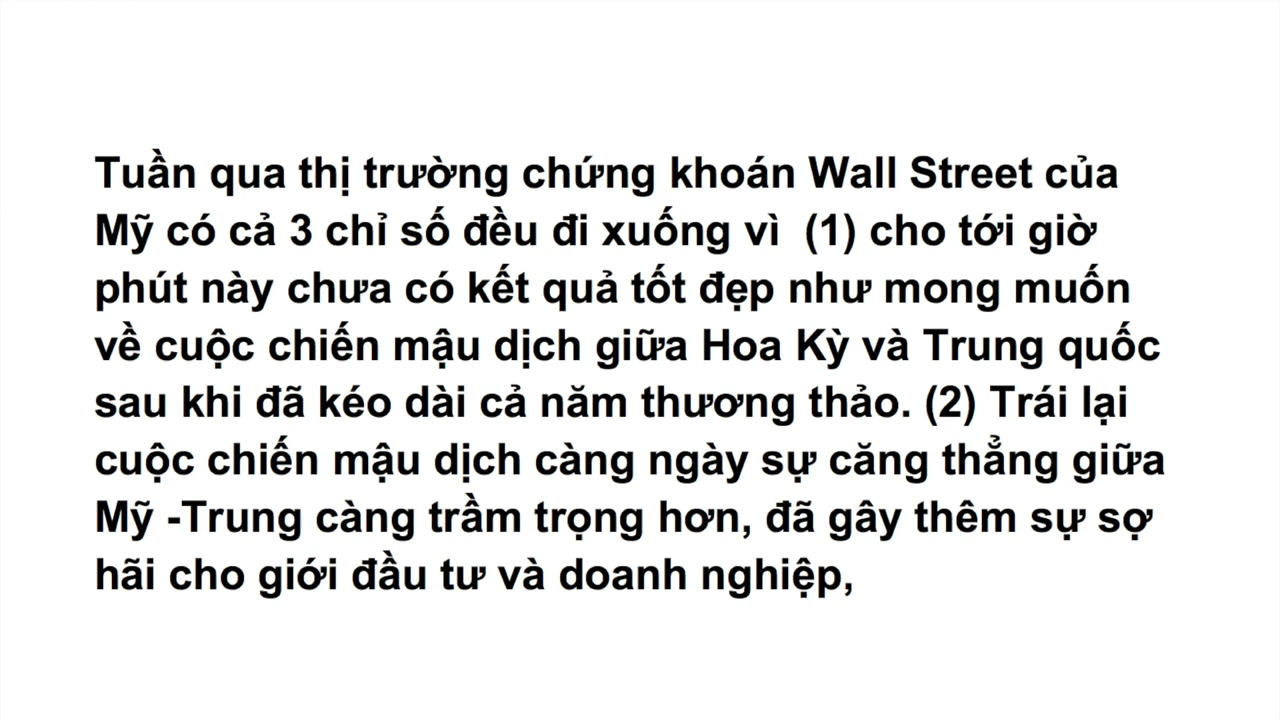 Tuần qua thị trường chứng khoán Wall Street của
Mỹ có cả 3 chỉ số đều đi xuống vì  (1) cho tới giờ
phút này chưa có kết quả tốt đẹp như mong muốn
về cuộc chiến mậu dịch giữa Hoa Kỳ và Trung quốc
sau khi đã kéo dài cả năm thương thảo. (2) Trái lại
cuộc chiến mậu dịch càng ngày sự căng thẳng giữa
Mỹ -Trung càng trầm trọng hơn, đã gây thêm sự sợ
hãi cho giới đầu tư và doanh nghiệp,